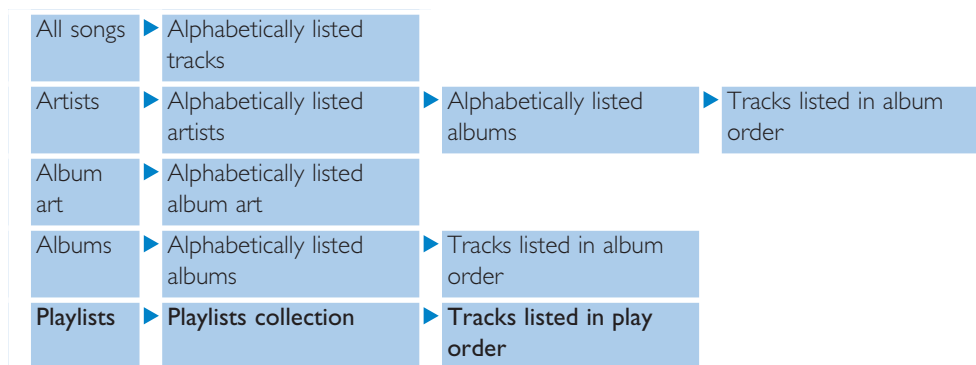 All songs ▶ Alphabetically listed
tracks
Artists ▶ Alphabetically listed ▶ Alphabetically listed ▶ Tracks listed in album
artists albums order
Album ▶ Alphabetically listed
art album art
Albums ▶ Alphabetically listed ▶ Tracks listed in album
albums order
Playlists ▶ Playlists collection ▶ Tracks listed in play
order